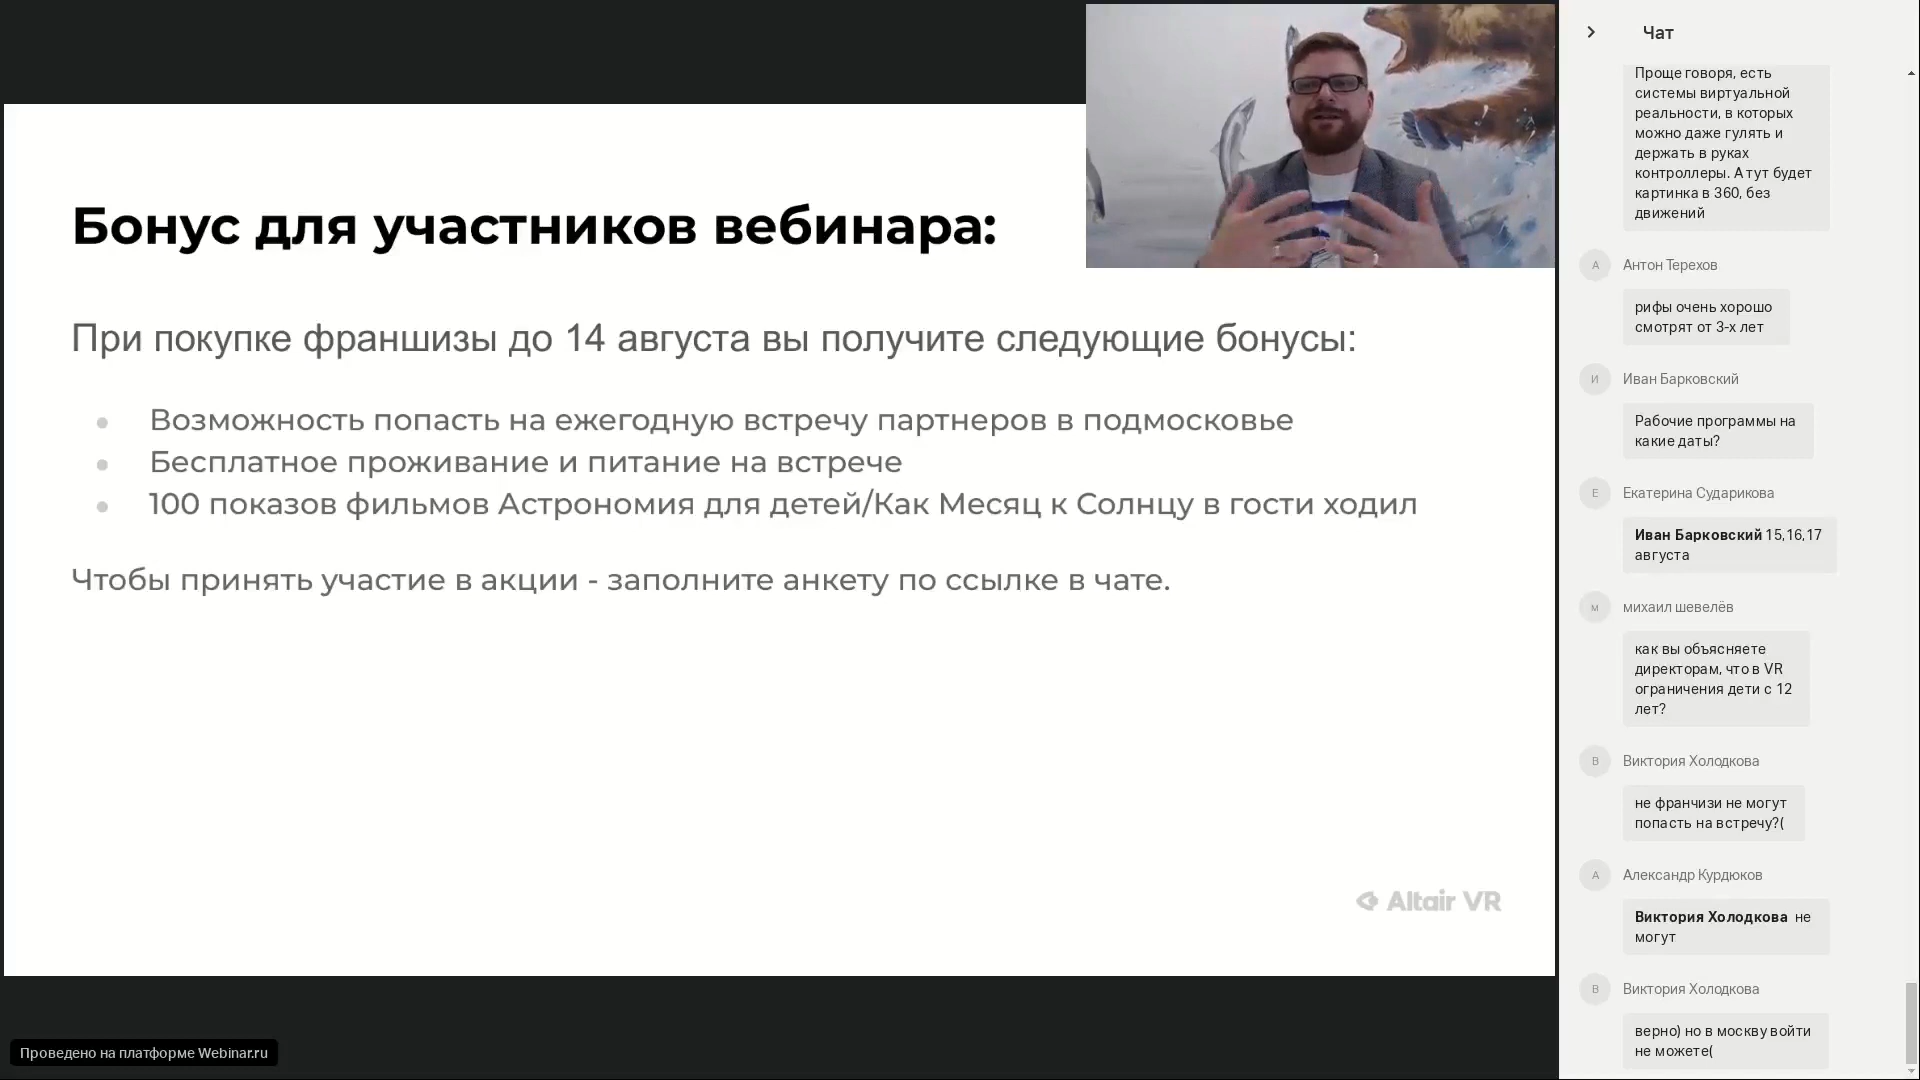 Бонус для участников вебинара:
При покупке франшизы до 14 августа вы получите следующие бонусы:
Возможность попасть на ежегодную встречу партнеров в подмосковье
Бесплатное проживание и питание на встрече
100 показов фильмов Астрономия для детей/Как Месяц к Солнцу в гости ходил
Чтобы принять участие в акции - заполните анкету по ссылке в чате.
Altair VR
Проведено на платформе Webinar.ru
Чат
Проще говоря, есть
системы виртуальной
реальности, в которых
можно даже гулять и
держать в руках
контроллеры. А тут будет
картинка в 360, без
движений
А
Антон Терехов
рифы очень хорошо
смотрят от 3-х лет
И
Иван Барковский
Рабочие программы на
какие даты?
Е
Екатерина Сударикова
Иван Барковский 15,16,17
августа
м
михаил шевелёв
как вы объясняете
директорам, что в VR
ограничения дети с 12
лет?
В
Виктория Холодкова
не франчизи не могут
попасть на встречу?(
А
Александр Курдюков
Виктория Холодкова не
могут
В
Виктория Холодкова
верно) но в москву войти
не можете(